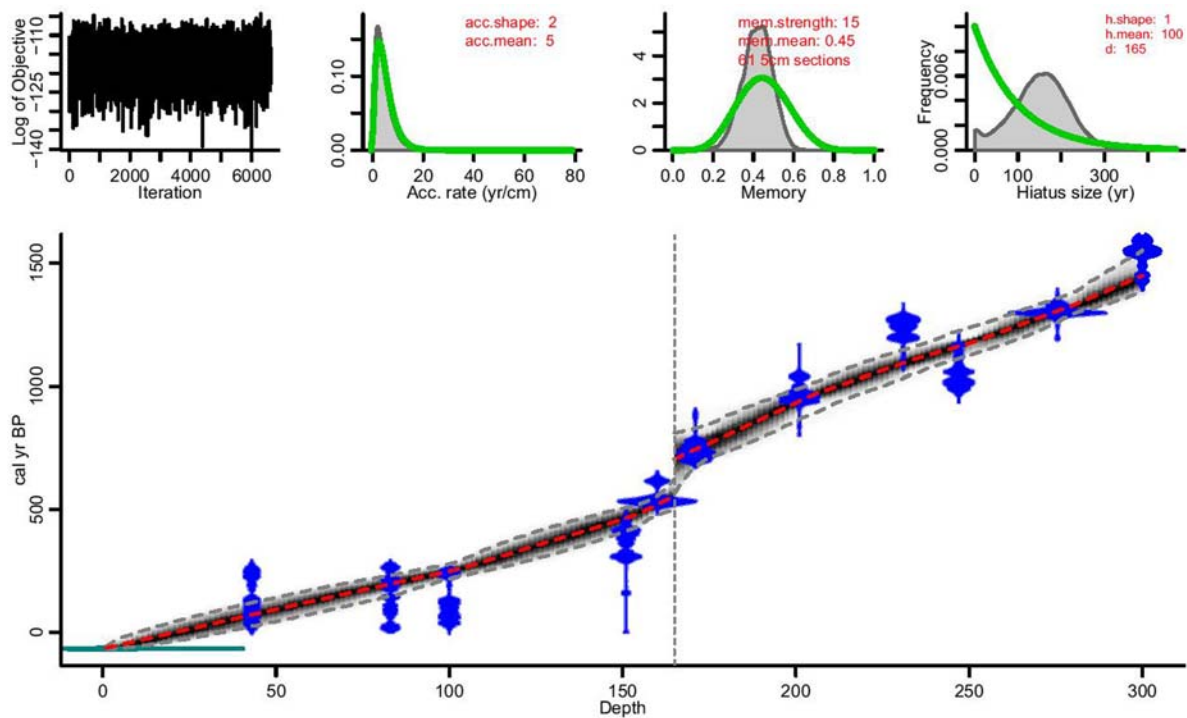 Log of Objective
−110
−125
−140
0
2000
4000
6000
Iteration
acc.shape: 2
acc.mean: 5
0.00
0.10
0
20
40
60
80
Acc. rate (yr/cm)
mem.strength: 15
mem.mean: 0.45
61 5cm sections
0
2
4
0.0
0.2
0.4
0.6
0.8
1.0
Memory
h.shape: 1
h.mean: 100
d: 165
Frequency
0.000
0.006
0
100
300
Hiatus size (yr)
cal yr BP
0
500
1000
1500
0
50
100
150
200
250
300
Depth